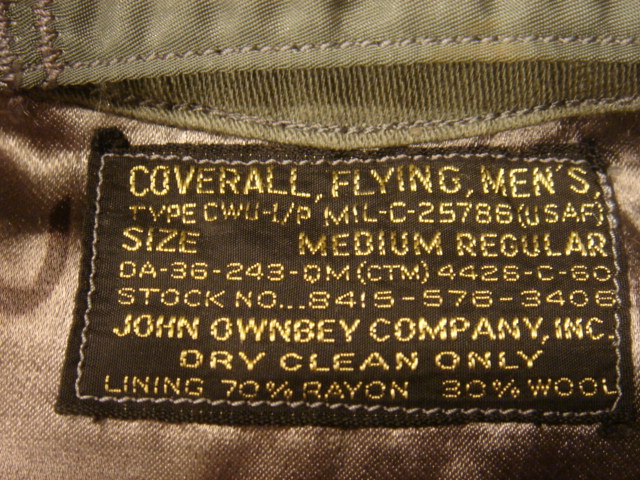 COVERALL, FLYING, MEN'S
TYPE CWU-1/P MIL-C-25786 (USAF)
SIZE MEDIUM REGULAR
DA-36-243-QM (CTM) 4428-C-60
STOCK NO... 8415-576-3406
JOHN OWNBEY COMPANY, INC.
DRY CLEAN ONLY
LINING 70% RAYON 30% WOOL